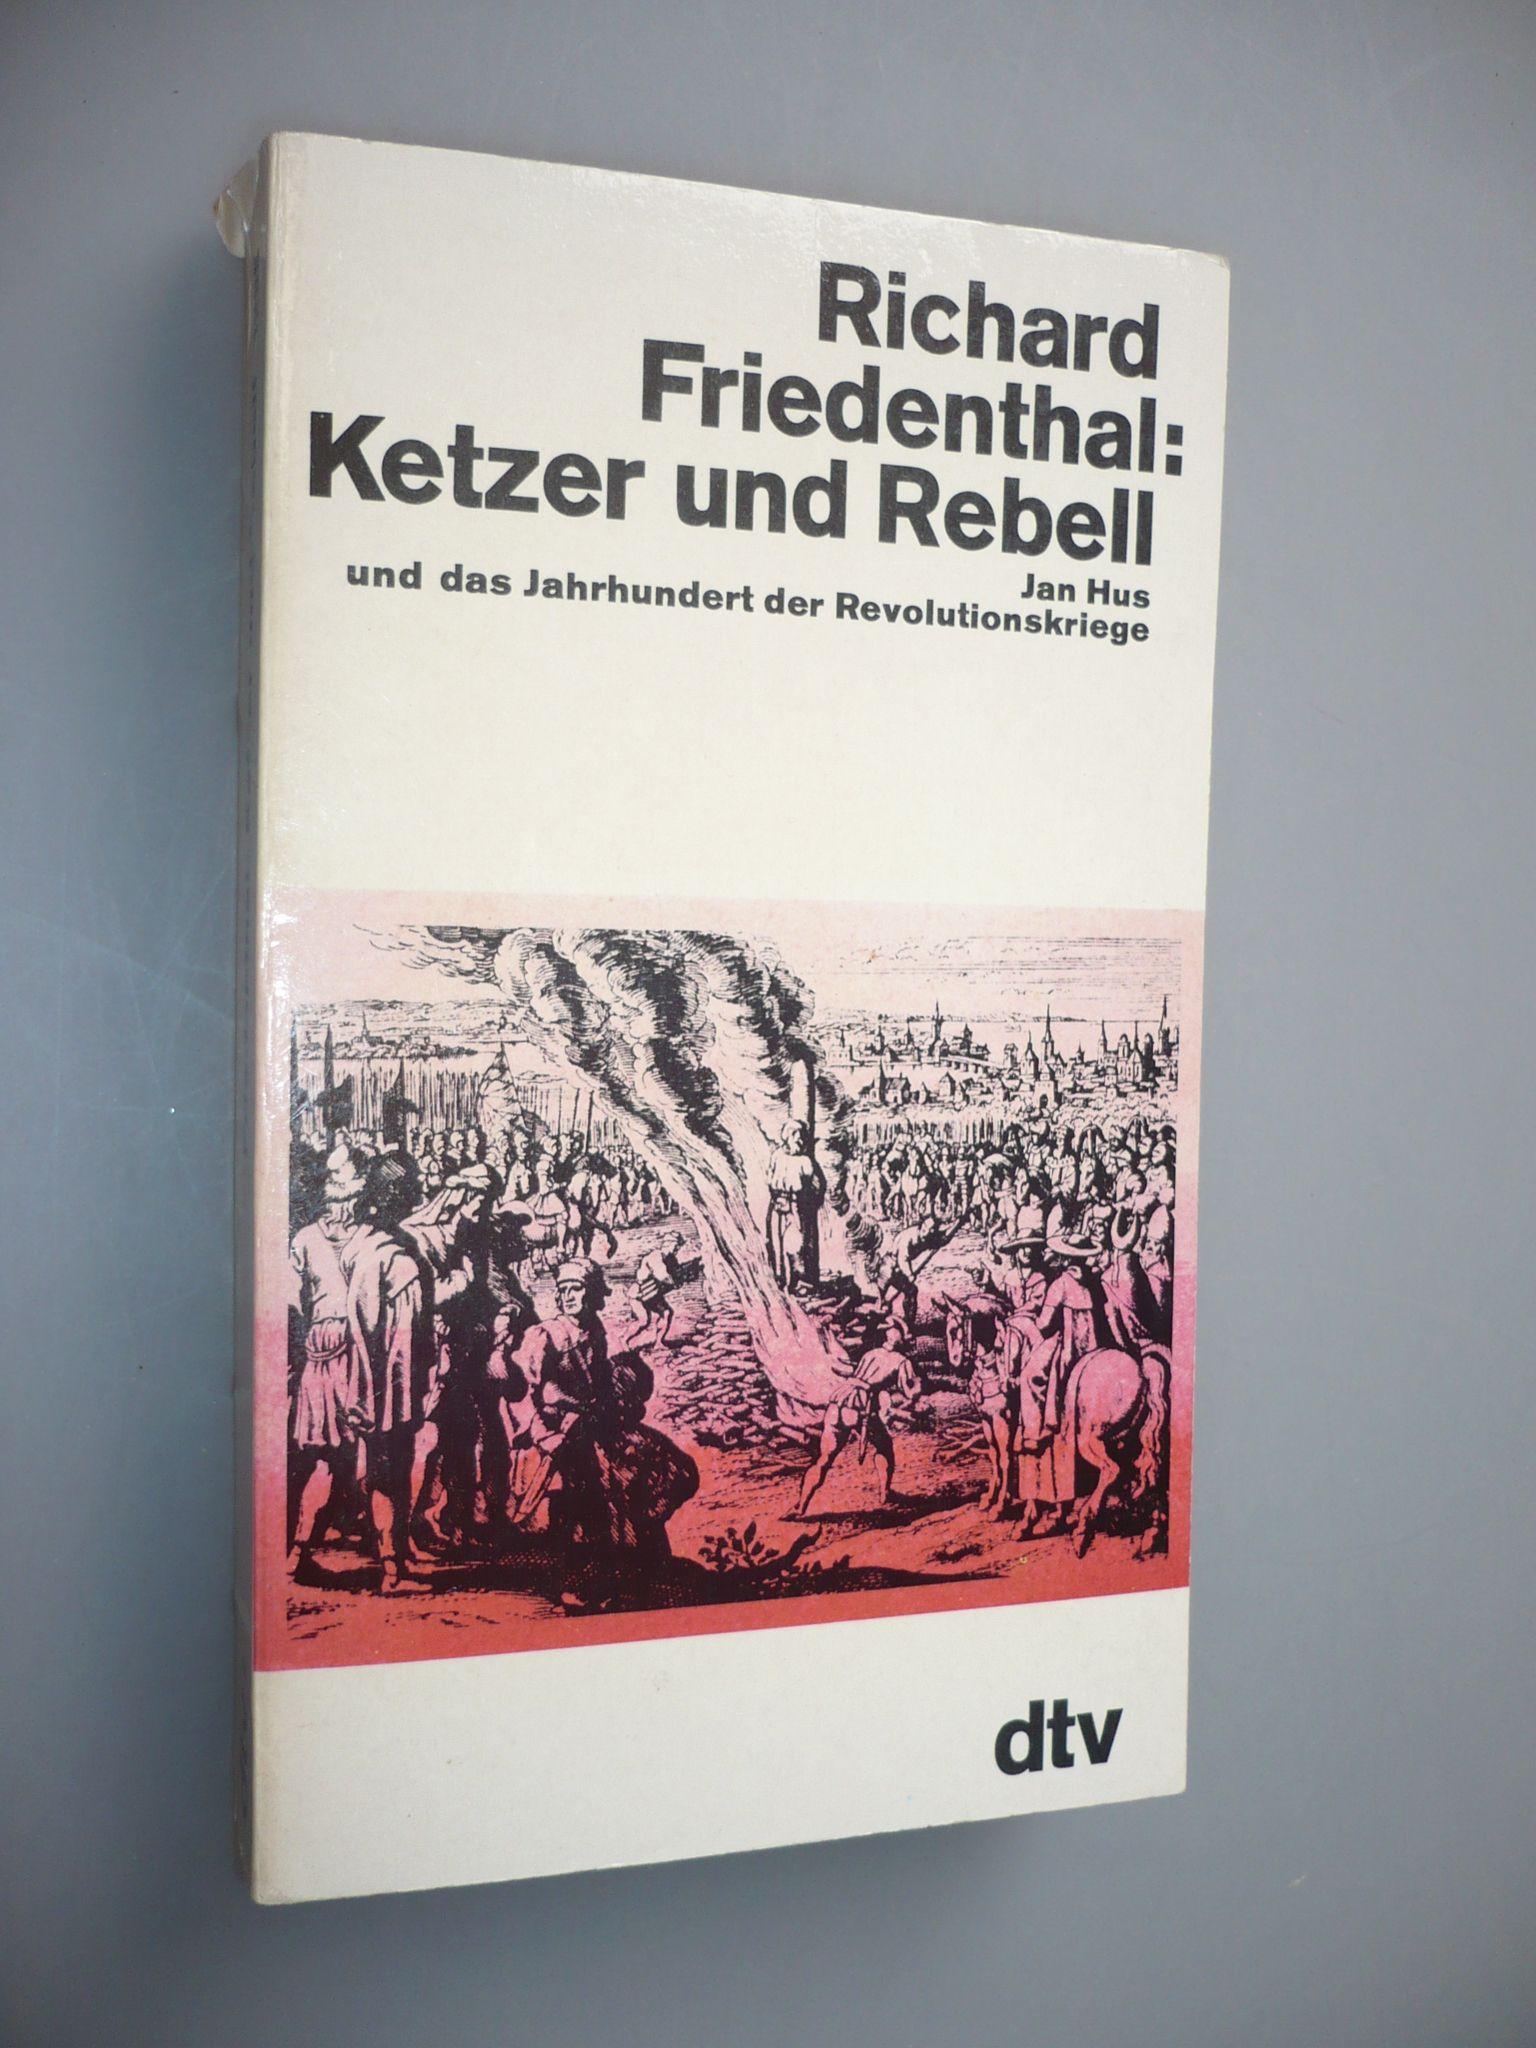 Richard
Friedenthal:
Ketzer und Rebell
Jan Hus
und das Jahrhundert der Revolutionskriege
dtv